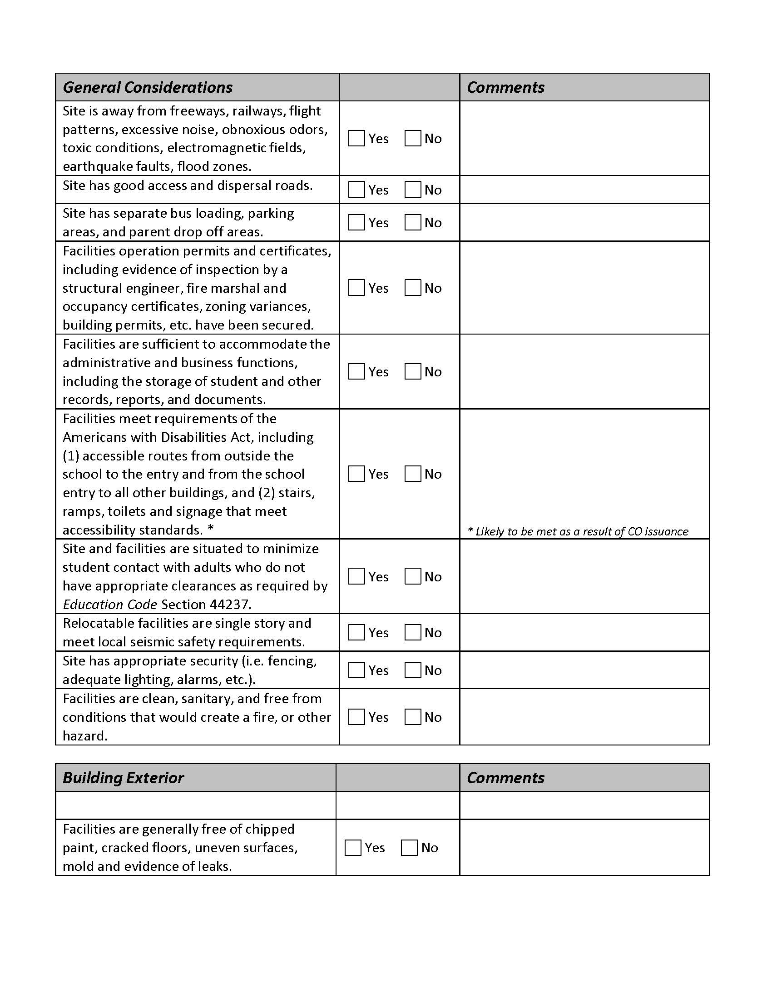 General Considerations
Comments
Site is away from freeways, railways, flight
patterns, excessive noise, obnoxious odors,
toxic conditions, electromagnetic fields,
earthquake faults, flood zones.
Yes No
Site has good access and dispersal roads.
Yes No
Site has separate bus loading, parking
areas, and parent drop off areas.
Yes No
Facilities operation permits and certificates,
including evidence of inspection by a
structural engineer, fire marshal and
occupancy certificates, zoning variances,
building permits, etc. have been secured.
Yes No
Facilities are sufficient to accommodate the
administrative and business functions,
including the storage of student and other
records, reports, and documents.
Yes No
Facilities meet requirements of the
Americans with Disabilities Act, including
(1) accessible routes from outside the
school to the entry and from the school
entry to all other buildings, and (2) stairs,
ramps, toilets and signage that meet
accessibility standards. *
Yes No
* Likely to be met as a result of CO issuance
Site and facilities are situated to minimize
student contact with adults who do not
have appropriate clearances as required by
Education Code Section 44237.
Yes No
Relocatable facilities are single story and
meet local seismic safety requirements.
Yes No
Site has appropriate security (i.e. fencing,
adequate lighting, alarms, etc.).
Yes No
Facilities are clean, sanitary, and free from
conditions that would create a fire, or other
hazard.
Yes No
Building Exterior
Comments
Facilities are generally free of chipped
paint, cracked floors, uneven surfaces,
mold and evidence of leaks.
Yes No